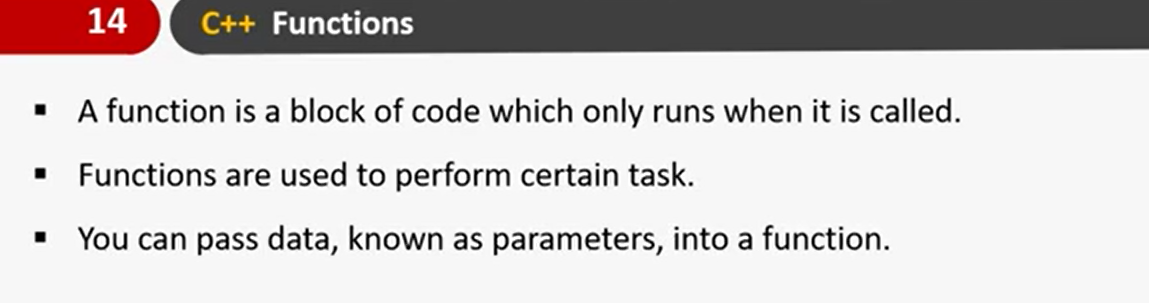 14 C++ Functions
▪ A function is a block of code which only runs when it is called.
▪ Functions are used to perform certain task.
▪ You can pass data, known as parameters, into a function.